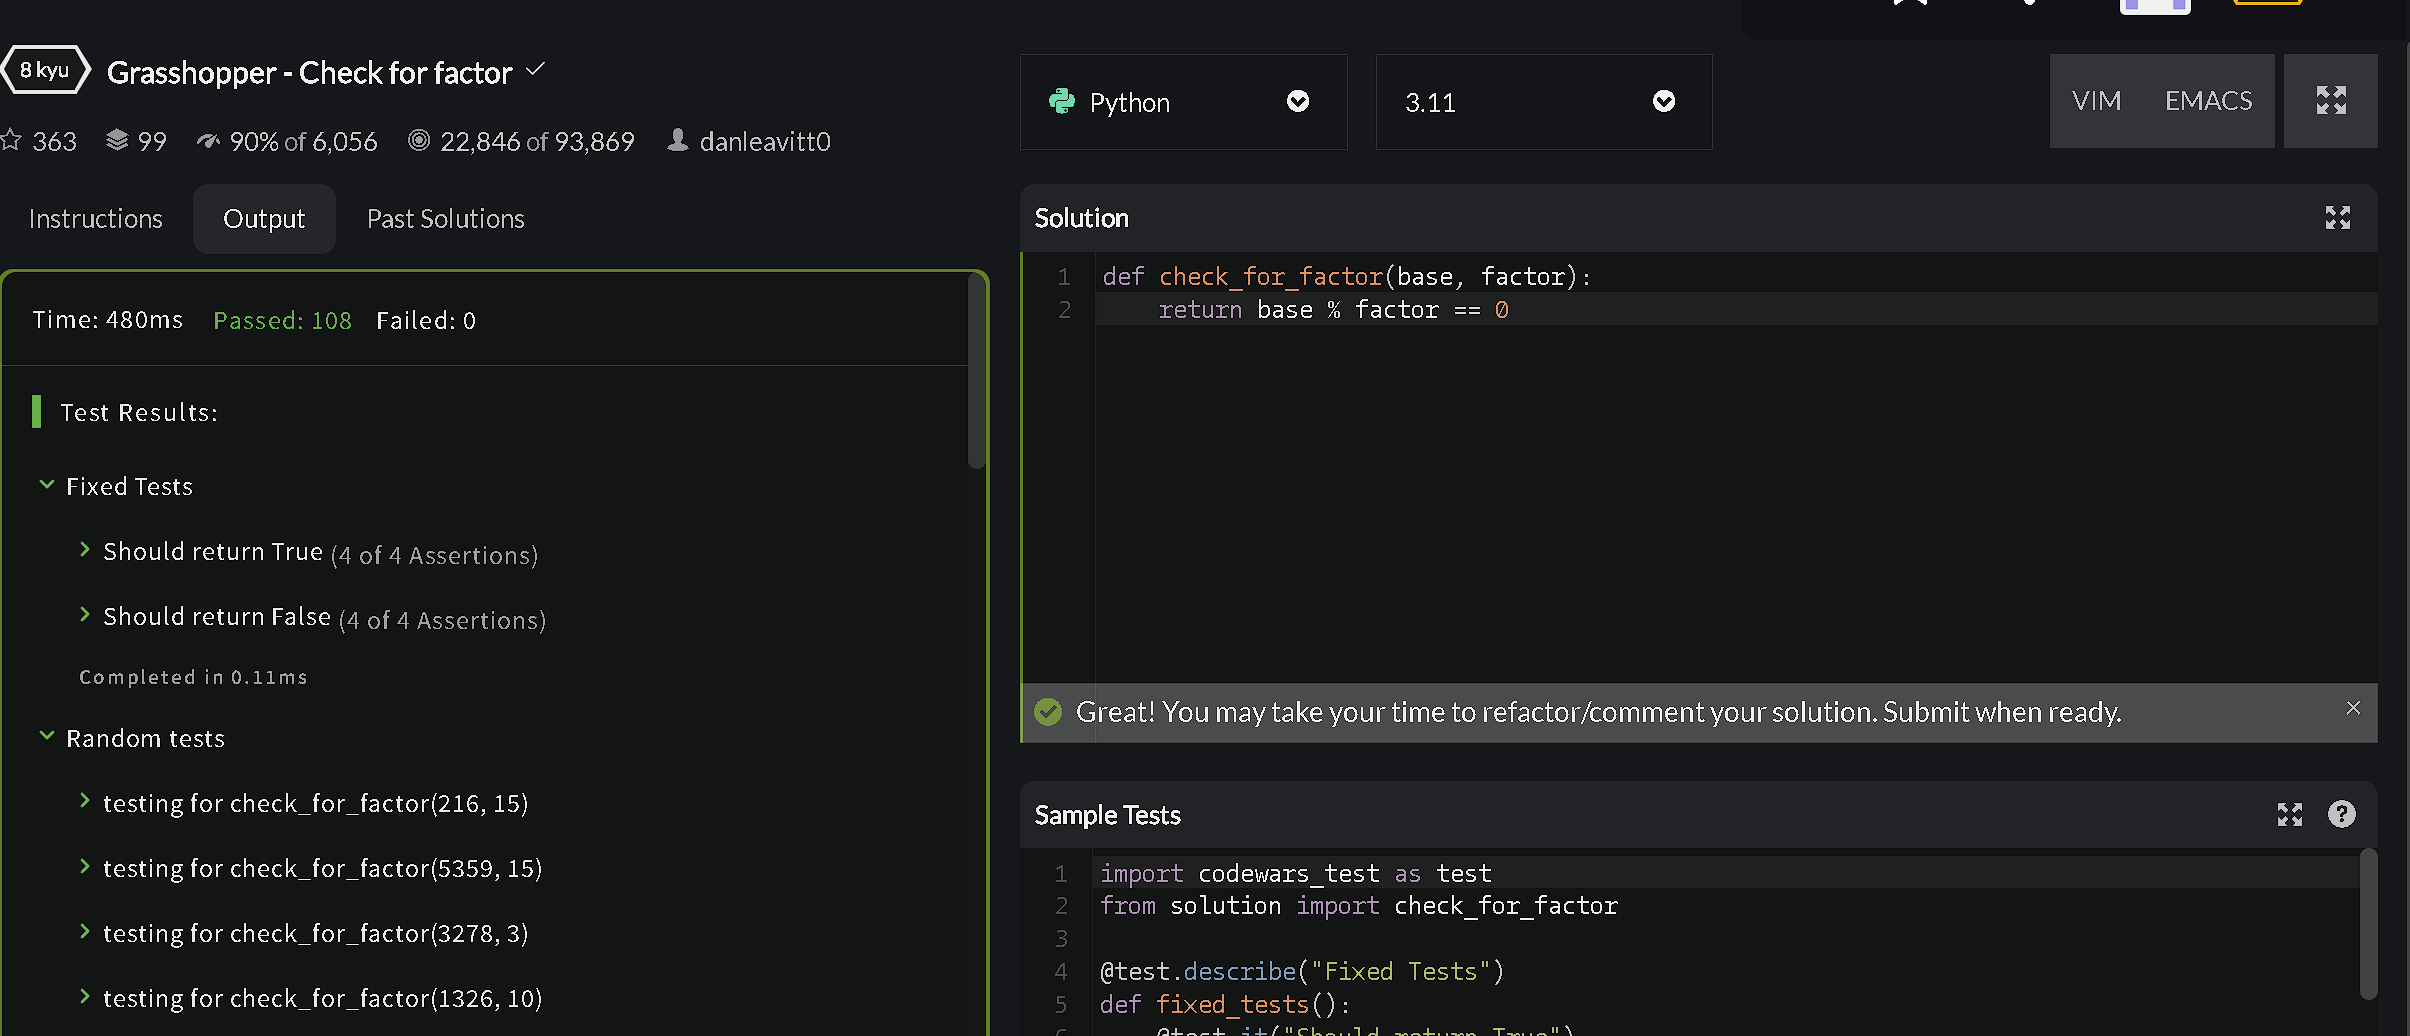 8 kyu Grasshopper - Check for factor
363 99 90% of 6,056 22,846 of 93,869 danleavitt0
Python 3.11 VIM EMACS
Instructions Output Past Solutions
Time: 480ms Passed: 108 Failed: 0
Test Results:
Fixed Tests
Should return True (4 of 4 Assertions)
Should return False (4 of 4 Assertions)
Completed in 0.11ms
Random tests
testing for check_for_factor(216, 15)
testing for check_for_factor(5359, 15)
testing for check_for_factor(3278, 3)
testing for check_for_factor(1326, 10)
Solution
1 def check_for_factor(base, factor):
2     return base % factor == 0
Great! You may take your time to refactor/comment your solution. Submit when ready.
Sample Tests
1 import codewars_test as test
2 from solution import check_for_factor
3
4 @test.describe("Fixed Tests")
5 def fixed_tests():
6     @test.it("Should return True")